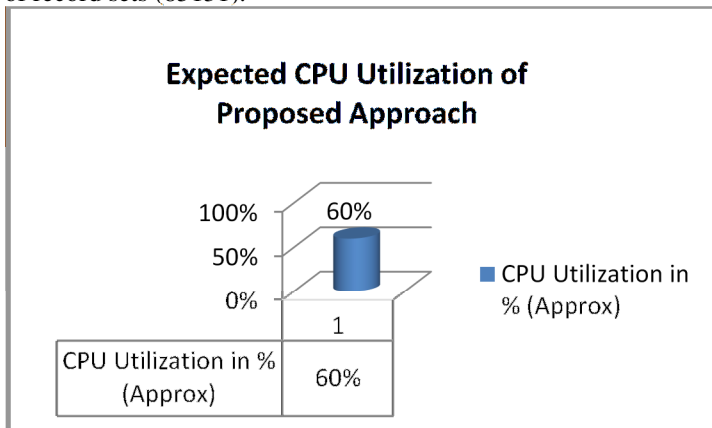 Expected CPU Utilization of
Proposed Approach
100%
60%
50%
0%
CPU Utilization in
% (Approx)
1
CPU Utilization in %
(Approx)
60%